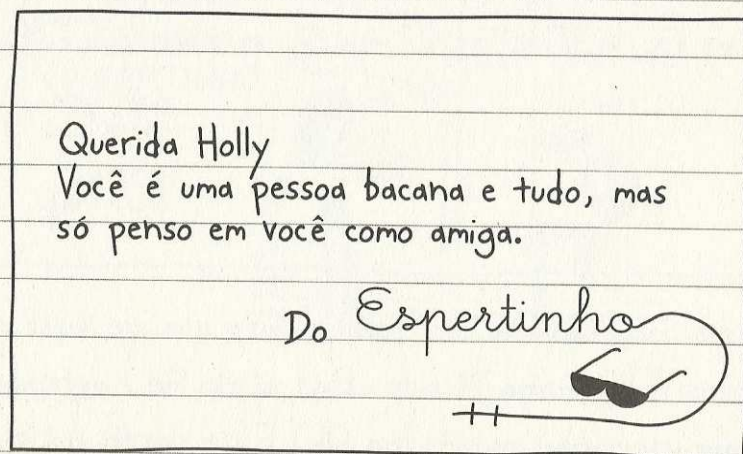 Querida Holly
Você é uma pessoa bacana e tudo, mas
só penso em você como amiga.
Do Espertinho